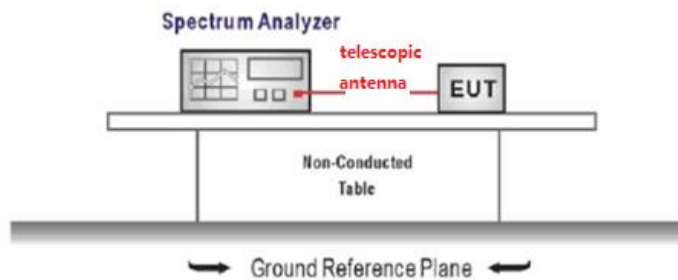 Spectrum Analyzer
telescopic
antenna
EUT
Non-Conducted
Table
Ground Reference Plane